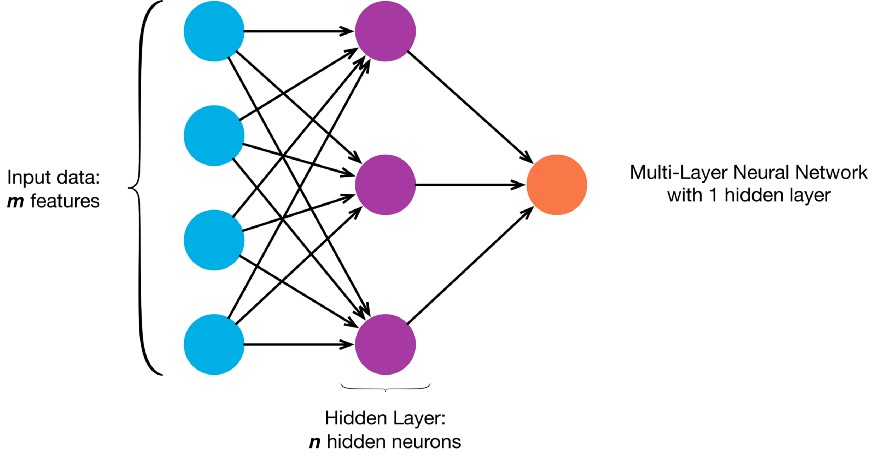 Input data:
m features
Multi-Layer Neural Network
with 1 hidden layer
Hidden Layer:
n hidden neurons